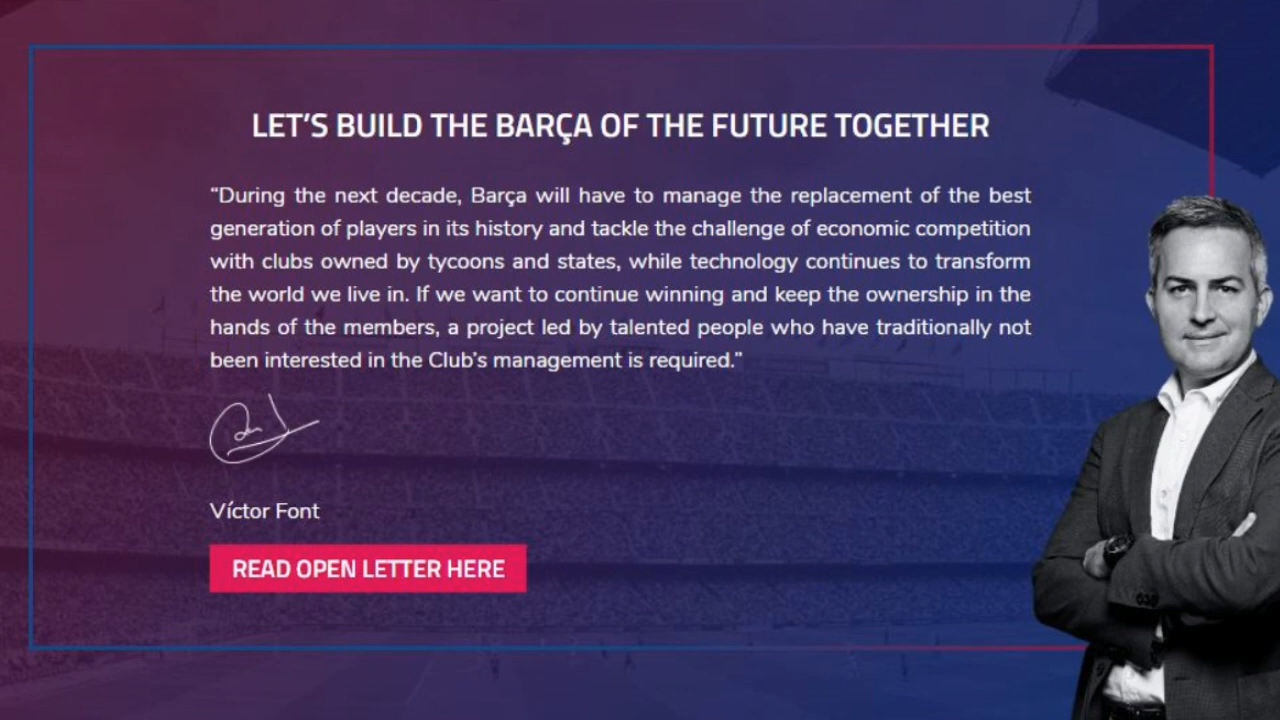 LET’S BUILD THE BARÇA OF THE FUTURE TOGETHER
“During the next decade, Barça will have to manage the replacement of the best
generation of players in its history and tackle the challenge of economic competition
with clubs owned by tycoons and states, while technology continues to transform
the world we live in. If we want to continue winning and keep the ownership in the
hands of the members, a project led by talented people who have traditionally not
been interested in the Club’s management is required.”
Víctor Font
READ OPEN LETTER HERE